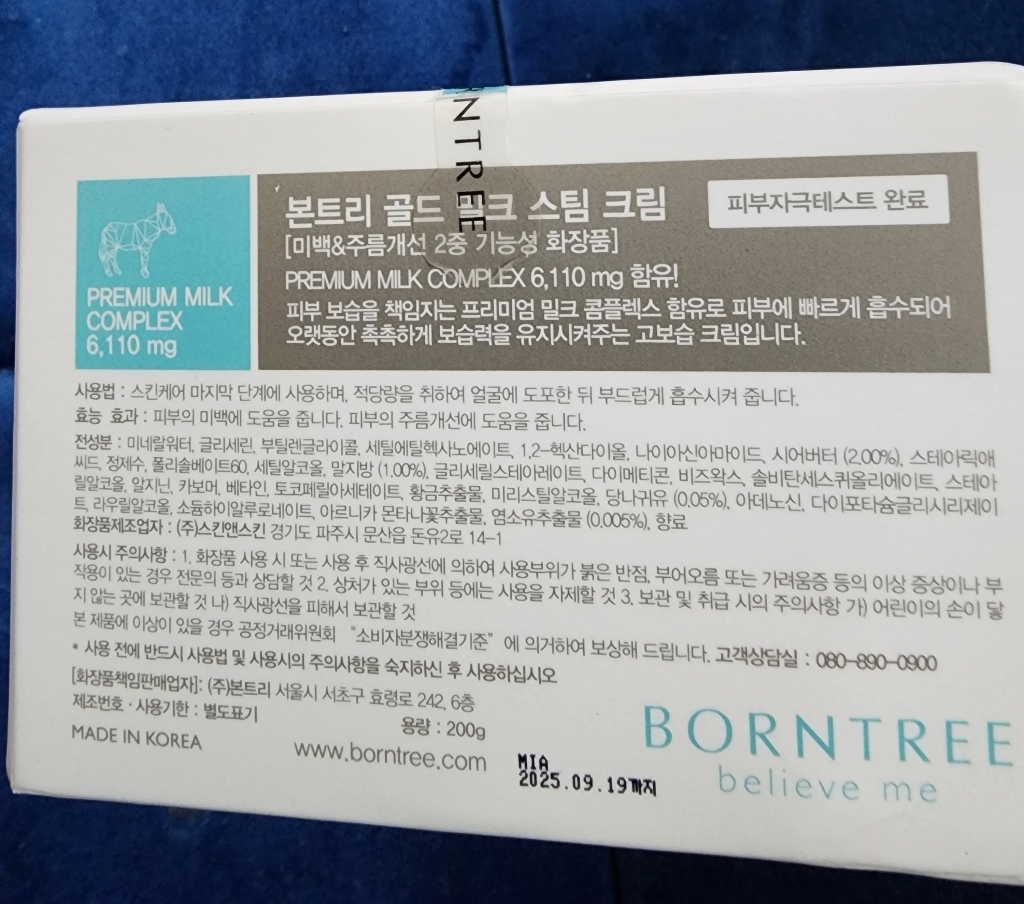 RNTREE
PREMIUM MILK
COMPLEX
6,110 mg
본트리 골드 밀크 스팀 크림
피부자극테스트 완료
[미백&주름개선 2중 기능성 화장품]
PREMIUM MILK COMPLEX 6,110 mg 함유!
피부 보습을 책임지는 프리미엄 밀크 콤플렉스 함유로 피부에 빠르게 흡수되어
오랫동안 촉촉하게 보습력을 유지시켜주는 고보습 크림입니다.
사용법 : 스킨케어 마지막 단계에 사용하며, 적당량을 취하여 얼굴에 도포한 뒤 부드럽게 흡수시켜 줍니다.
효능 효과 : 피부의 미백에 도움을 줍니다. 피부의 주름개선에 도움을 줍니다.
전성분 : 미네랄워터, 글리세린, 부틸렌글라이콜, 세틸에틸헥사노에이트, 1,2-헥산다이올, 나이아신아마이드, 시어버터 (2.00%), 스테아릭애
씨드, 정제수, 폴리솔베이트60, 세틸알코올, 말지방 (1.00%), 글리세릴스테아레이트, 다이메티콘, 비즈왁스, 솔비탄세스퀴올리에이트, 스테아
릴알코올, 알지닌, 카보머, 베타인, 토코페릴아세테이트, 황금추출물, 미리스틸알코올, 당나귀유 (0.05%), 아데노신, 다이포타슘글리시리제이
트, 라우릴알코올, 소듐하이알루로네이트, 아르니카 몬타나꽃추출물, 염소유추출물 (0.005%), 향료
화장품제조업자 : (주)스킨앤스킨 경기도 파주시 문산읍 돈유2로 14-1
사용시 주의사항 : 1. 화장품 사용 시 또는 사용 후 직사광선에 의하여 사용부위가 붉은 반점, 부어오름 또는 가려움증 등의 이상 증상이나 부
작용이 있는 경우 전문의 등과 상담할 것 2. 상처가 있는 부위 등에는 사용을 자제할 것 3. 보관 및 취급 시의 주의사항 가) 어린이의 손이 닿
지 않는 곳에 보관할 것 나) 직사광선을 피해서 보관할 것
본 제품에 이상이 있을 경우 공정거래위원회 “소비자분쟁해결기준”에 의거하여 보상해 드립니다. 고객상담실 : 080-890-0900
* 사용 전에 반드시 사용법 및 사용시의 주의사항을 숙지하신 후 사용하십시오
[화장품책임판매업자]: (주)본트리 서울시 서초구 효령로 242, 6층
제조번호 · 사용기한 : 별도표기
용량 : 200g
MADE IN KOREA
www.borntree.com
MIA
2025.09.19까지
BORNTREE
believe me